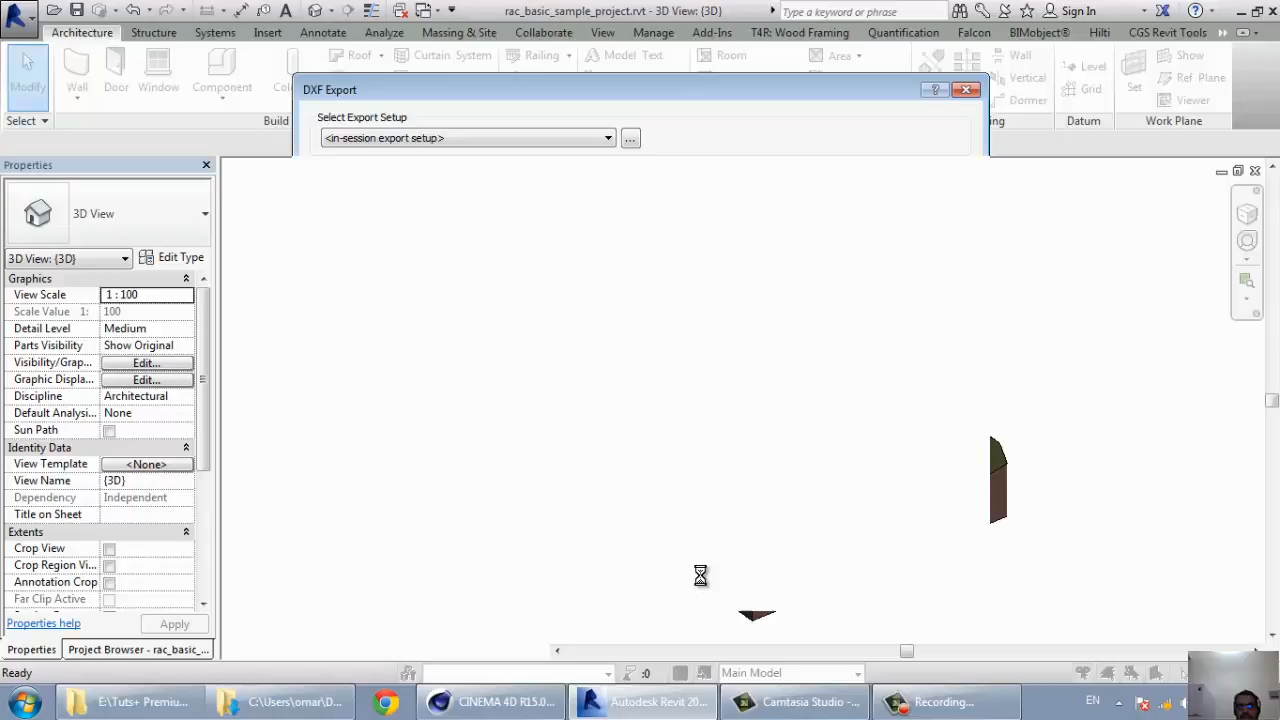 rac_basic_sample_project.rvt - 3D View: {3D}
Type a keyword or phrase
Sign In
Architecture Structure Systems Insert Annotate Analyze Massing & Site Collaborate View Manage Add-Ins T4R: Wood Framing Quantification Falcon BIMobject® Hilti CGS Revit Tools
Modify
Wall
Door
Window
Component
Roof
Curtain System
Railing
Model Text
Room
Area
Wall
Vertical
Dormer
Level
Grid
Set
Show
Ref Plane
Viewer
Select
Build
Datum
Work Plane
DXF Export
Select Export Setup
<in-session export setup>
...
Properties
3D View
3D View: {3D}
Edit Type
Graphics
View Scale 1 : 100
Scale Value 1: 100
Detail Level Medium
Parts Visibility Show Original
Visibility/Grap... Edit...
Graphic Displa... Edit...
Discipline Architectural
Default Analysi... None
Sun Path
Identity Data
View Template <None>
View Name {3D}
Dependency Independent
Title on Sheet
Extents
Crop View
Crop Region Vi...
Annotation Crop
Far Clip Active
Properties help
Apply
Properties
Project Browser - rac_basic_...
Ready
:0
Main Model
E:\Tuts+ Premiu...
C:\Users\omar\D...
CINEMA 4D R15.0...
Autodesk Revit 20...
Camtasia Studio -...
Recording...
EN